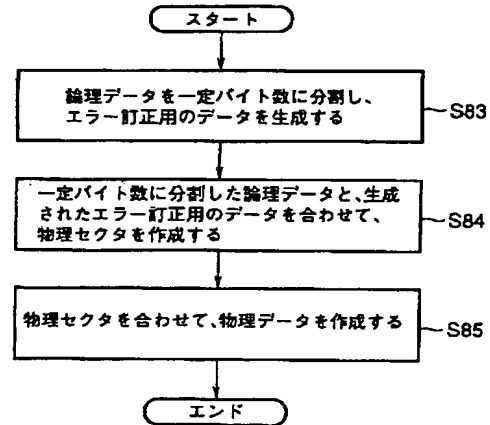 スタート
論理データを一定バイト数に分割し、
エラー訂正用のデータを生成する
S83
一定バイト数に分割した論理データと、生成
されたエラー訂正用のデータを合わせて、
物理セクタを作成する
S84
物理セクタを合わせて、物理データを作成する
S85
エンド